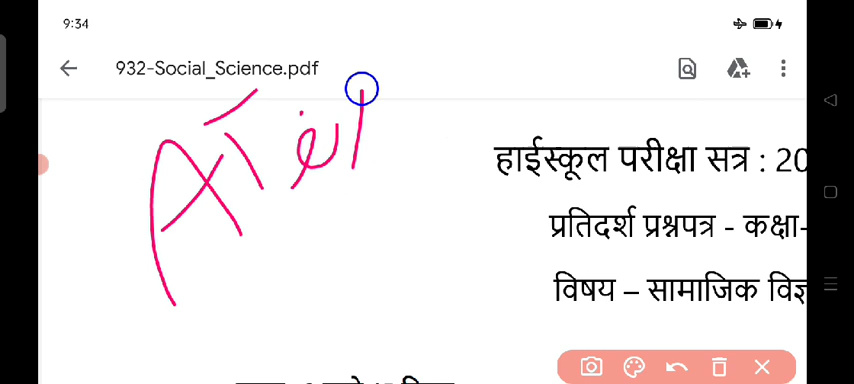 9:34
932-Social_Science.pdf
हाईस्कूल परीक्षा सत्र : 20
प्रतिदर्श प्रश्नपत्र - कक्षा-
विषय – सामाजिक विज्ञ